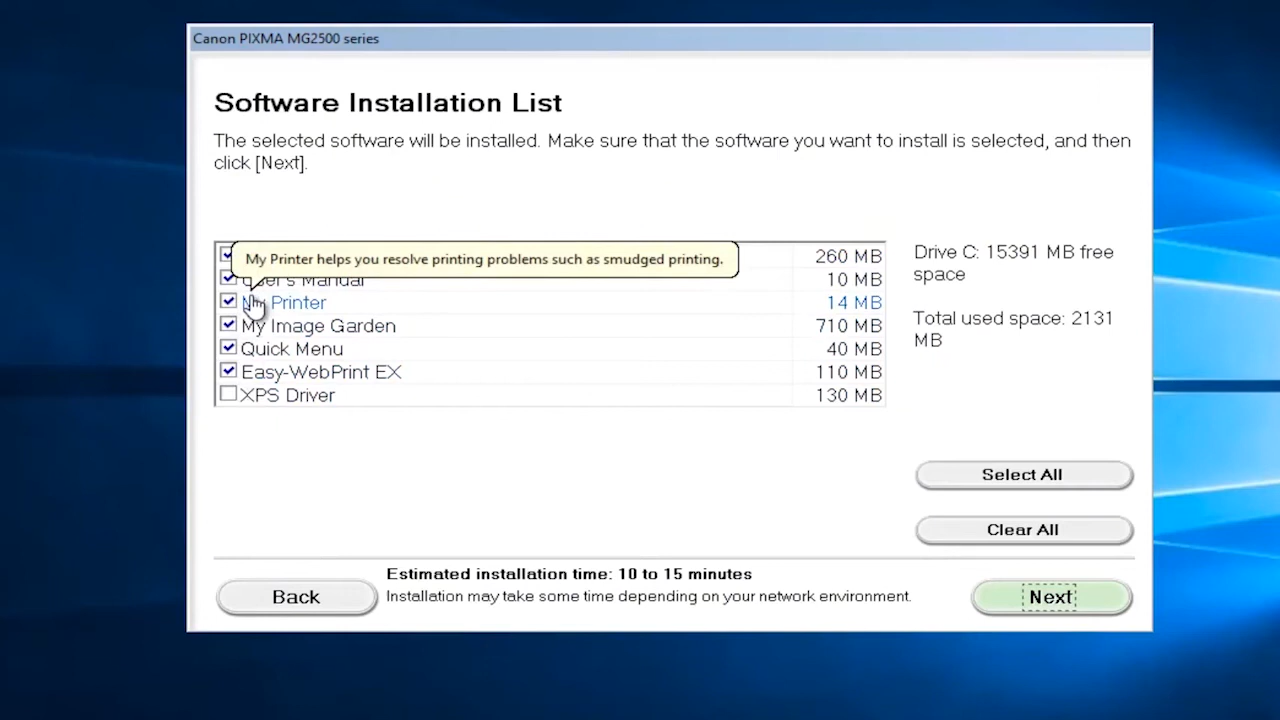 Canon PIXMA MG2500 series
Software Installation List
The selected software will be installed. Make sure that the software you want to install is selected, and then
click [Next].
My Printer helps you resolve printing problems such as smudged printing.
260 MB
User's Manual 10 MB
My Printer 14 MB
My Image Garden 710 MB
Quick Menu 40 MB
Easy-WebPrint EX 110 MB
XPS Driver 130 MB
Drive C: 15391 MB free
space
Total used space: 2131
MB
Select All
Clear All
Estimated installation time: 10 to 15 minutes
Installation may take some time depending on your network environment.
Back
Next